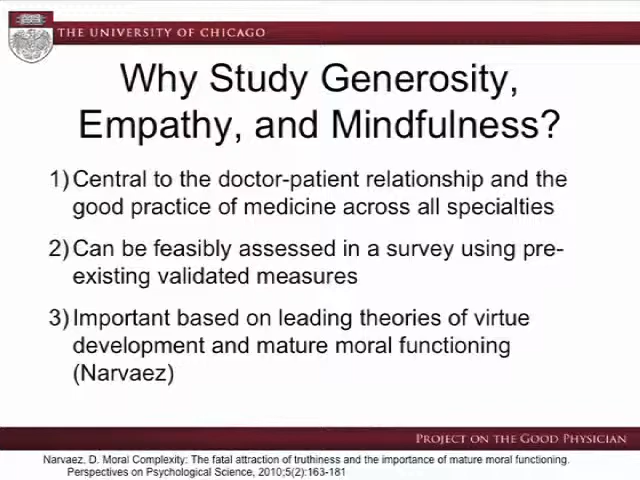 THE UNIVERSITY OF CHICAGO
Why Study Generosity,
Empathy, and Mindfulness?
1) Central to the doctor-patient relationship and the
good practice of medicine across all specialties
2) Can be feasibly assessed in a survey using pre-
existing validated measures
3) Important based on leading theories of virtue
development and mature moral functioning
(Narvaez)
PROJECT ON THE GOOD PHYSICIAN
Narvaez, D. Moral Complexity: The fatal attraction of truthiness and the importance of mature moral functioning.
Perspectives on Psychological Science, 2010;5(2):163-181